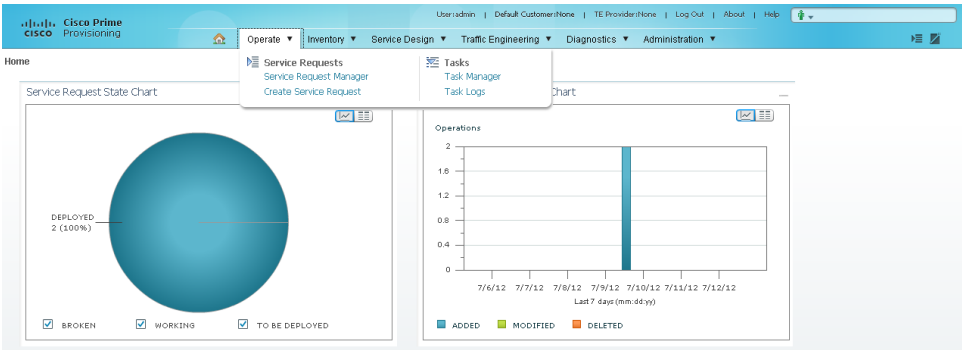 User:admin | Default Customer:None | TE Provider:None | Log Out | About | Help
Cisco Prime
CISCO Provisioning
Operate ▼ Inventory ▼ Service Design ▼ Traffic Engineering ▼ Diagnostics ▼ Administration ▼
Home
Service Requests
Service Request Manager
Create Service Request
Tasks
Task Manager
Task Logs
Service Request State Chart
DEPLOYED
2 (100%)
BROKEN WORKING TO BE DEPLOYED
Chart
Operations
2
1.6
1.2
0.8
0.4
0
7/6/12 7/7/12 7/8/12 7/9/12 7/10/12 7/11/12 7/12/12
Last 7 days (mm:dd:yy)
ADDED MODIFIED DELETED